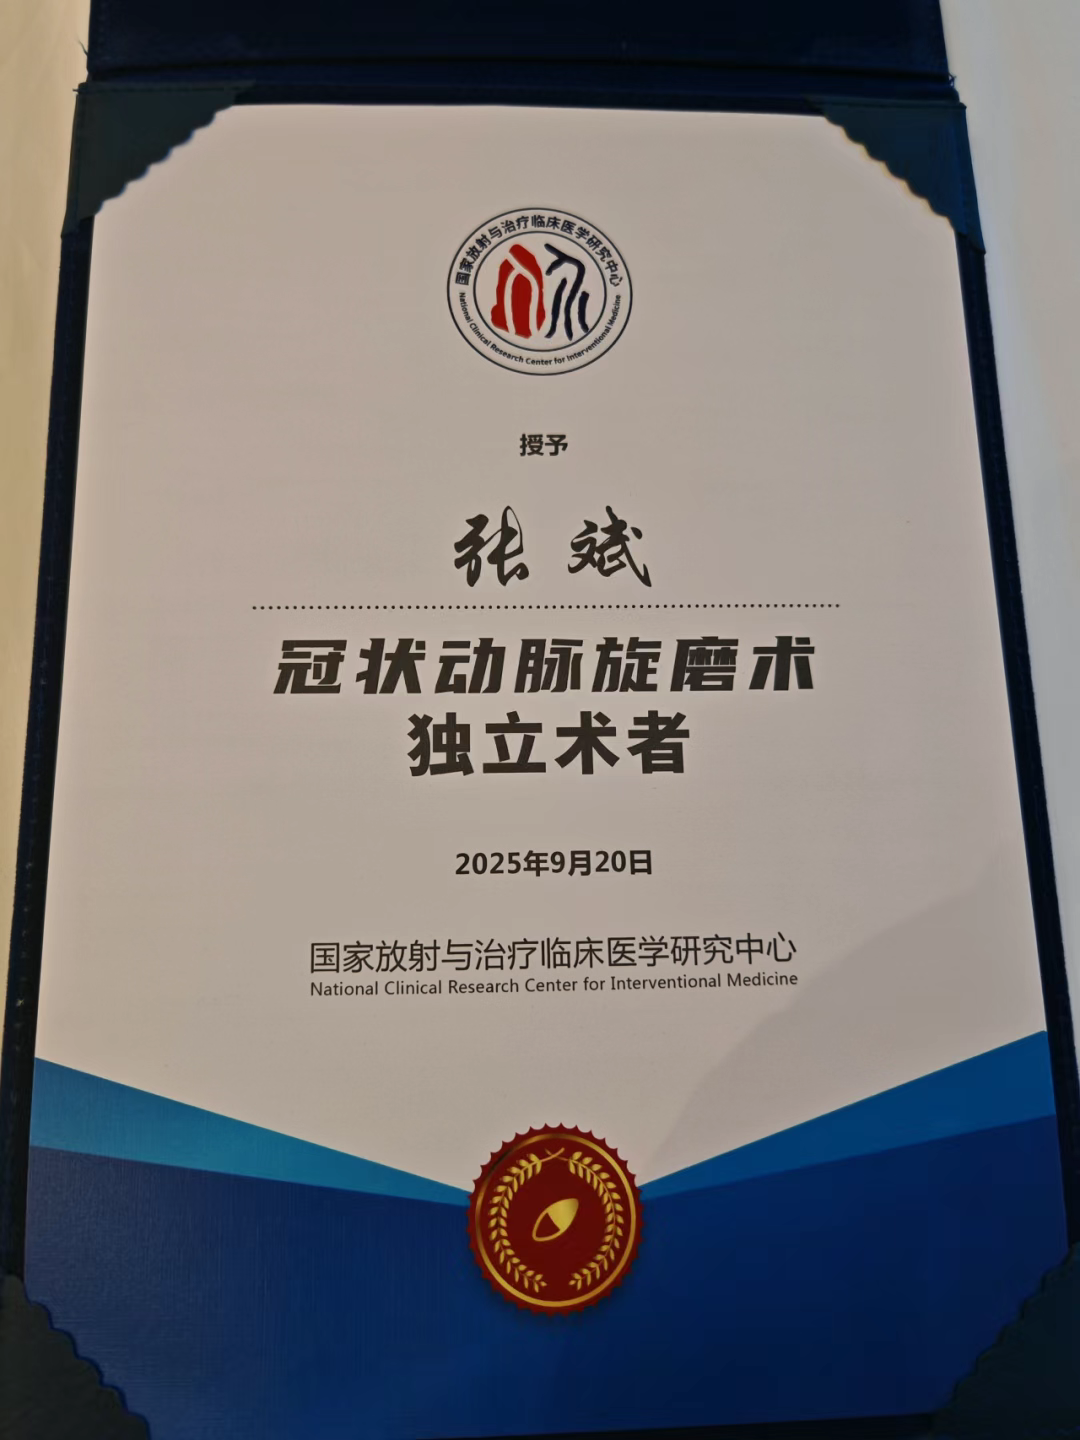 国家放射与治疗临床医学研究中心
National Clinical Research Center for Interventional Medicine
授予
张斌
冠状动脉旋磨术
独立术者
2025年9月20日
国家放射与治疗临床医学研究中心
National Clinical Research Center for Interventional Medicine